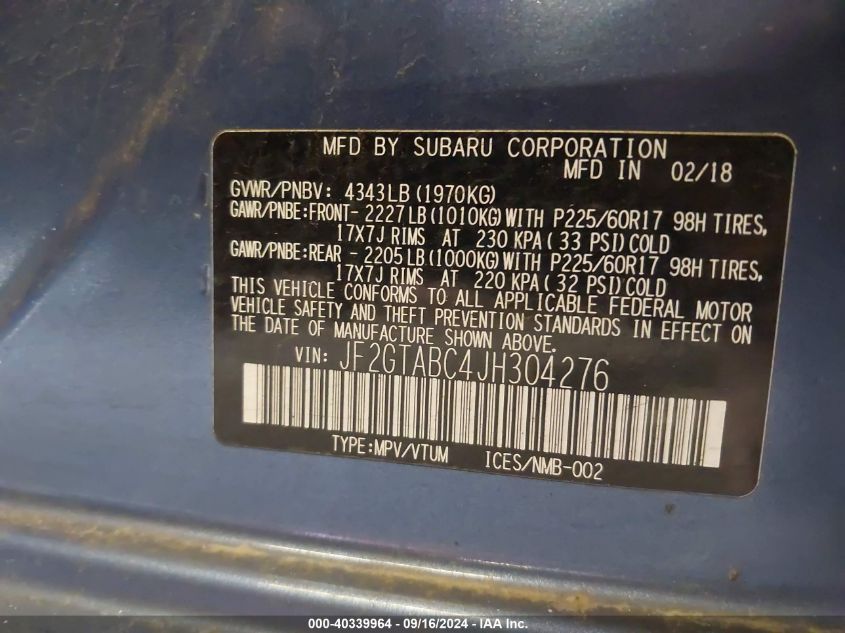 MFD BY SUBARU CORPORATION
MFD IN 02/18
GVWR/PNBV: 4343LB (1970KG)
GAWR/PNBE:FRONT- 2227LB (1010KG) WITH P225/60R17 98H TIRES,
17X7J RIMS AT 230 KPA (33 PSI) COLD
GAWR/PNBE:REAR - 2205LB (1000KG) WITH P225/60R17 98H TIRES,
17X7J RIMS AT 220 KPA (32 PSI) COLD
THIS VEHICLE CONFORMS TO ALL APPLICABLE FEDERAL MOTOR
VEHICLE SAFETY AND THEFT PREVENTION STANDARDS IN EFFECT ON
THE DATE OF MANUFACTURE SHOWN ABOVE.
VIN: JF2GTABC4JH304276
TYPE:MPV/VTUM ICES/NMB-002
000-40339964 - 09/16/2024 - IAA Inc.